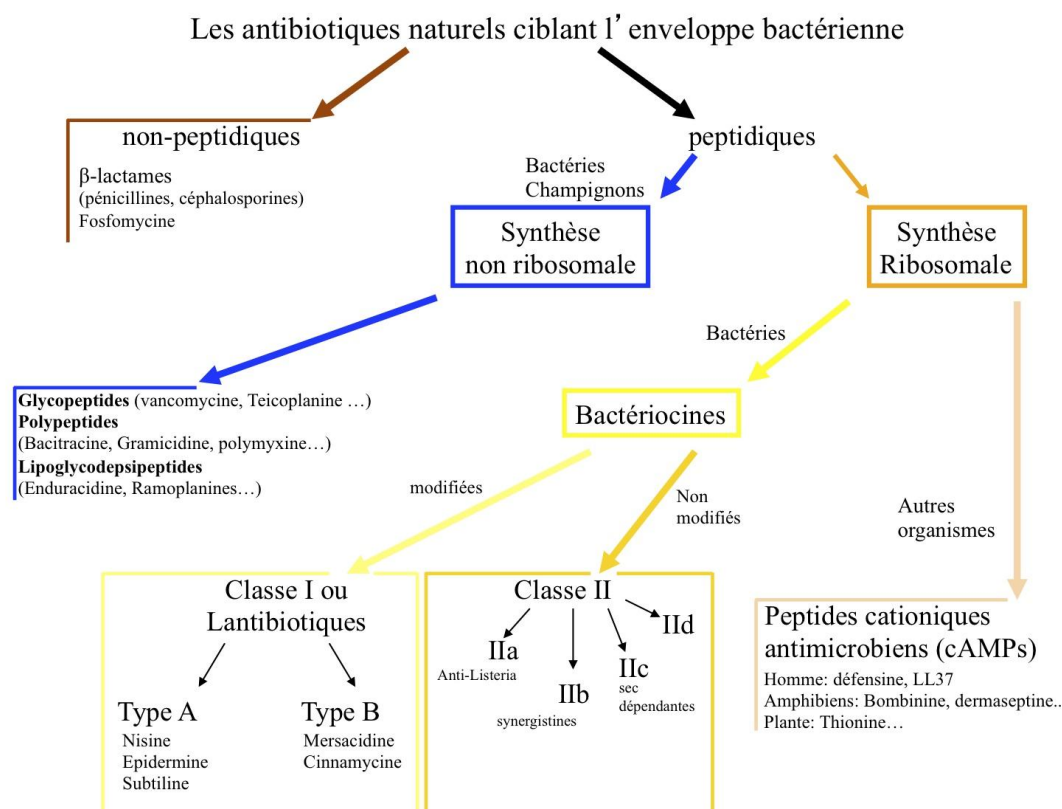 Les antibiotiques naturels ciblant l’ enveloppe bactérienne
non-peptidiques
β-lactames
(pénicillines, céphalosporines)
Fosfomycine
peptidiques
Bactéries
Champignons
Synthèse
non ribosomale
Synthèse
Ribosomale
Bactéries
Glycopeptides (vancomycine, Teicoplanine …)
Polypeptides
(Bacitracine, Gramicidine, polymyxine…)
Lipoglycodepsipeptides
(Enduracidine, Ramoplanines…)
Bactériocines
modifiées
Non
modifiés
Autres
organismes
Classe I ou
Lantibiotiques
Type A
Nisine
Epidermine
Subtiline
Type B
Mersacidine
Cinnamycine
Classe II
IIa
Anti-Listeria
IIb
synergistines
IIc
sec
dépendantes
IId
Peptides cationiques
antimicrobiens (cAMPs)
Homme: défensine, LL37
Amphibiens: Bombinine, dermaseptine..
Plante: Thionine…